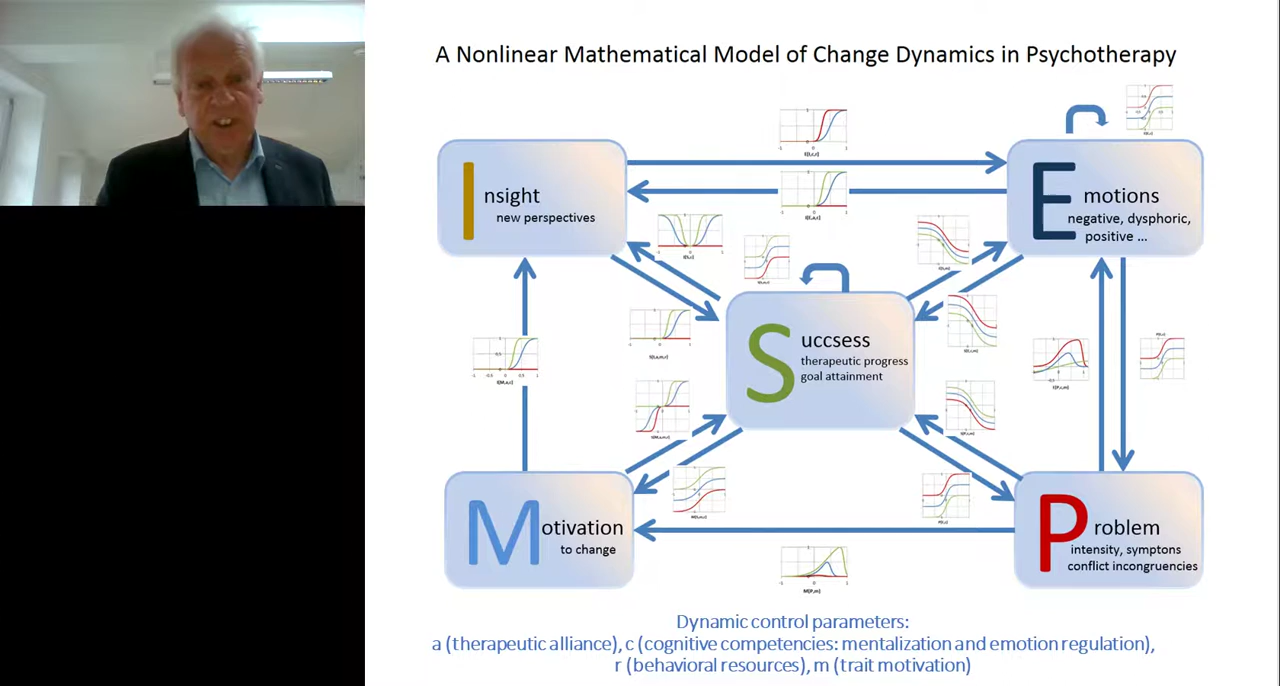 A Nonlinear Mathematical Model of Change Dynamics in Psychotherapy
Insight
new perspectives
Emotions
negative, dysphoric,
positive ...
Succsess
therapeutic progress
goal attainment
Motivation
to change
Problem
intensity, symptons
conflict incongruencies
Dynamic control parameters:
a (therapeutic alliance), c (cognitive competencies: mentalization and emotion regulation),
r (behavioral resources), m (trait motivation)